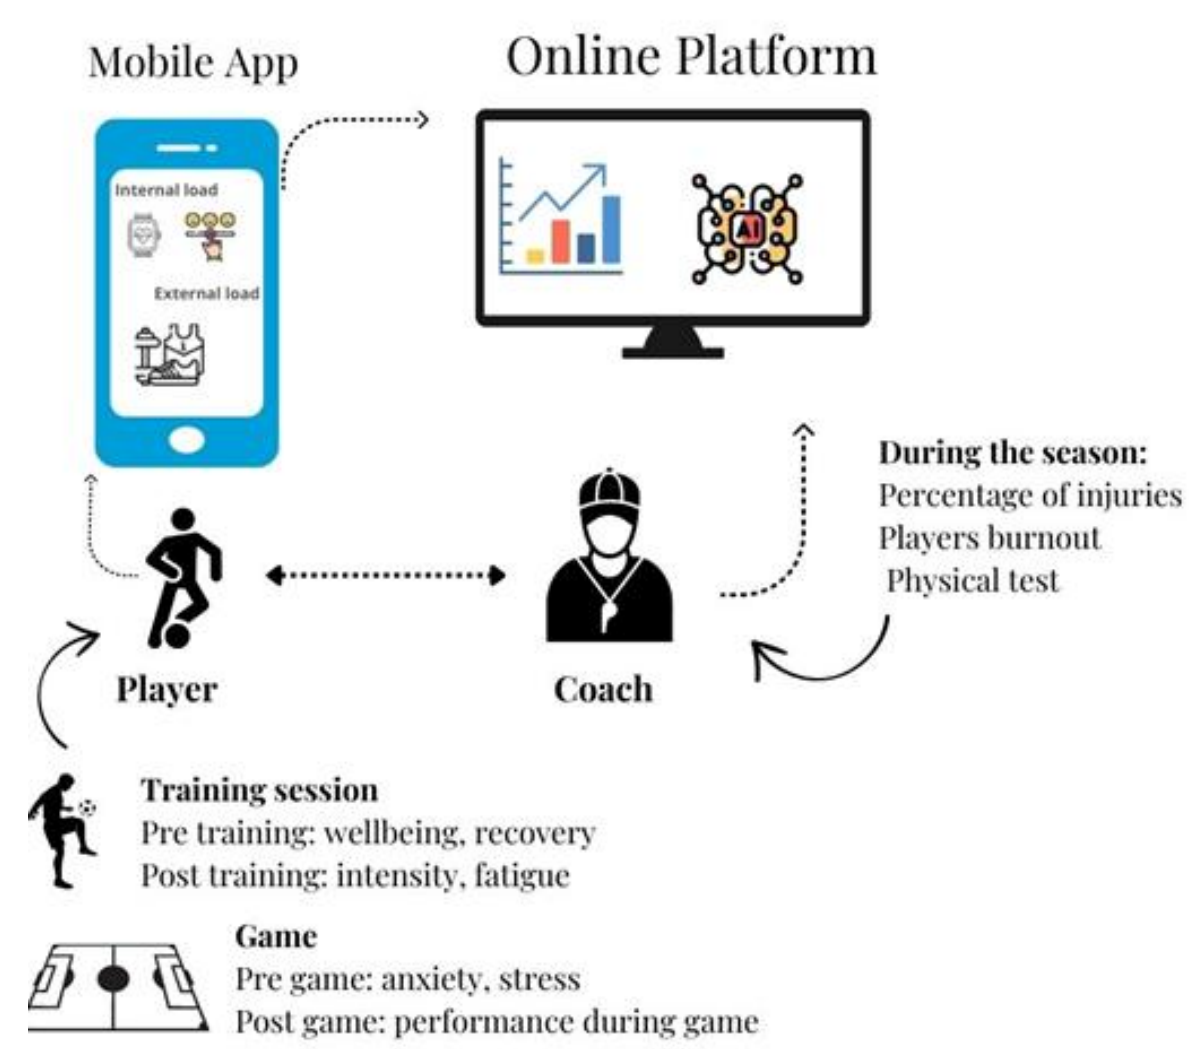 Mobile App
Online Platform
Internal load
External load
AI
During the season:
Percentage of injuries
Players burnout
Physical test
Player
Coach
Training session
Pre training: wellbeing, recovery
Post training: intensity, fatigue
Game
Pre game: anxiety, stress
Post game: performance during game